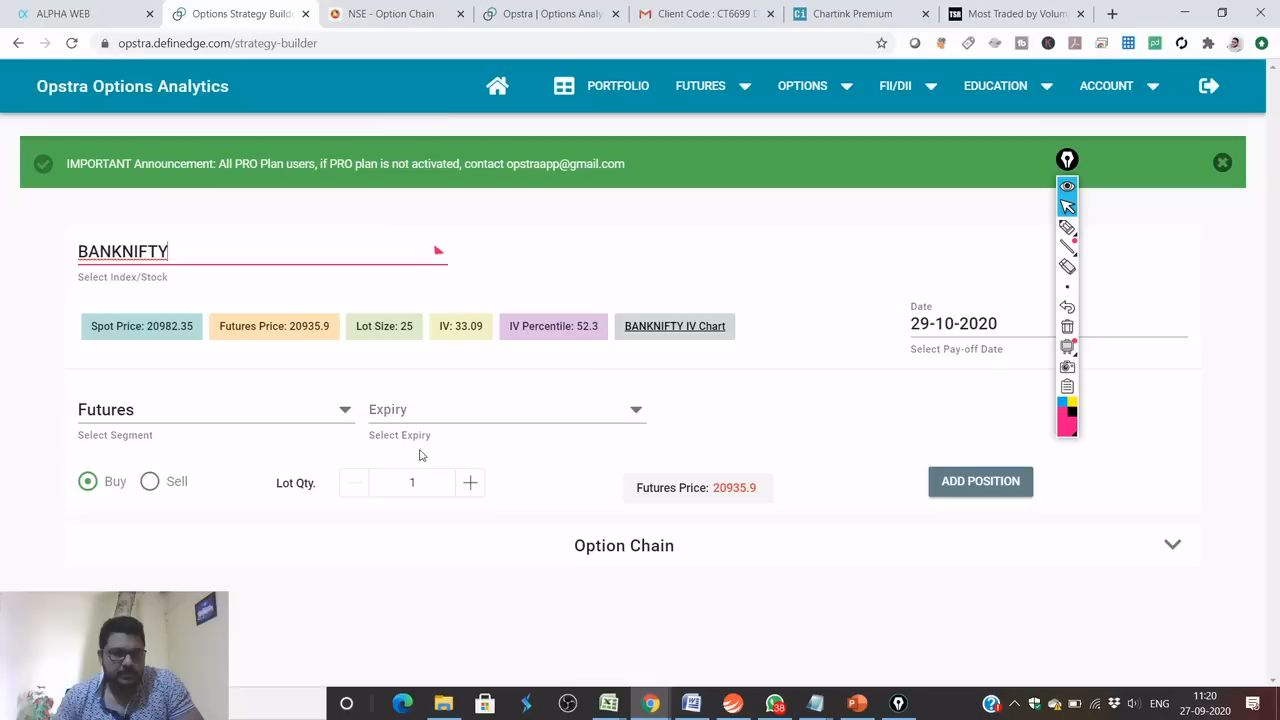 ALPHA WEB
Options Strategy Build
NSE - Option Chain
Opstra | Options Analy
Client Code : CT6699 D
Chartink Premium
Most Traded by Volum
opstra.definedge.com/strategy-builder
Opstra Options Analytics
PORTFOLIO
FUTURES
OPTIONS
FII/DII
EDUCATION
ACCOUNT
IMPORTANT Announcement: All PRO Plan users, if PRO plan is not activated, contact opstraapp@gmail.com
BANKNIFTY
Select Index/Stock
Spot Price: 20982.35
Futures Price: 20935.9
Lot Size: 25
IV: 33.09
IV Percentile: 52.3
BANKNIFTY IV Chart
Date
29-10-2020
Select Pay-off Date
Futures
Select Segment
Expiry
Select Expiry
Buy
Sell
Lot Qty.
1
Futures Price: 20935.9
ADD POSITION
Option Chain
38
ENG
11:20
27-09-2020